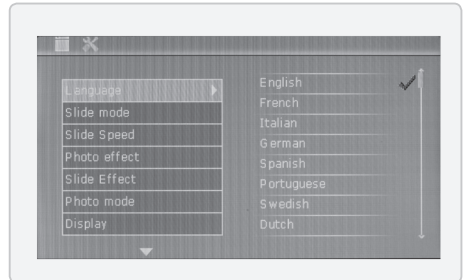 Language
Slide mode
Slide Speed
Photo effect
Slide Effect
Photo mode
Display
English
French
Italian
German
Spanish
Portuguese
Swedish
Dutch